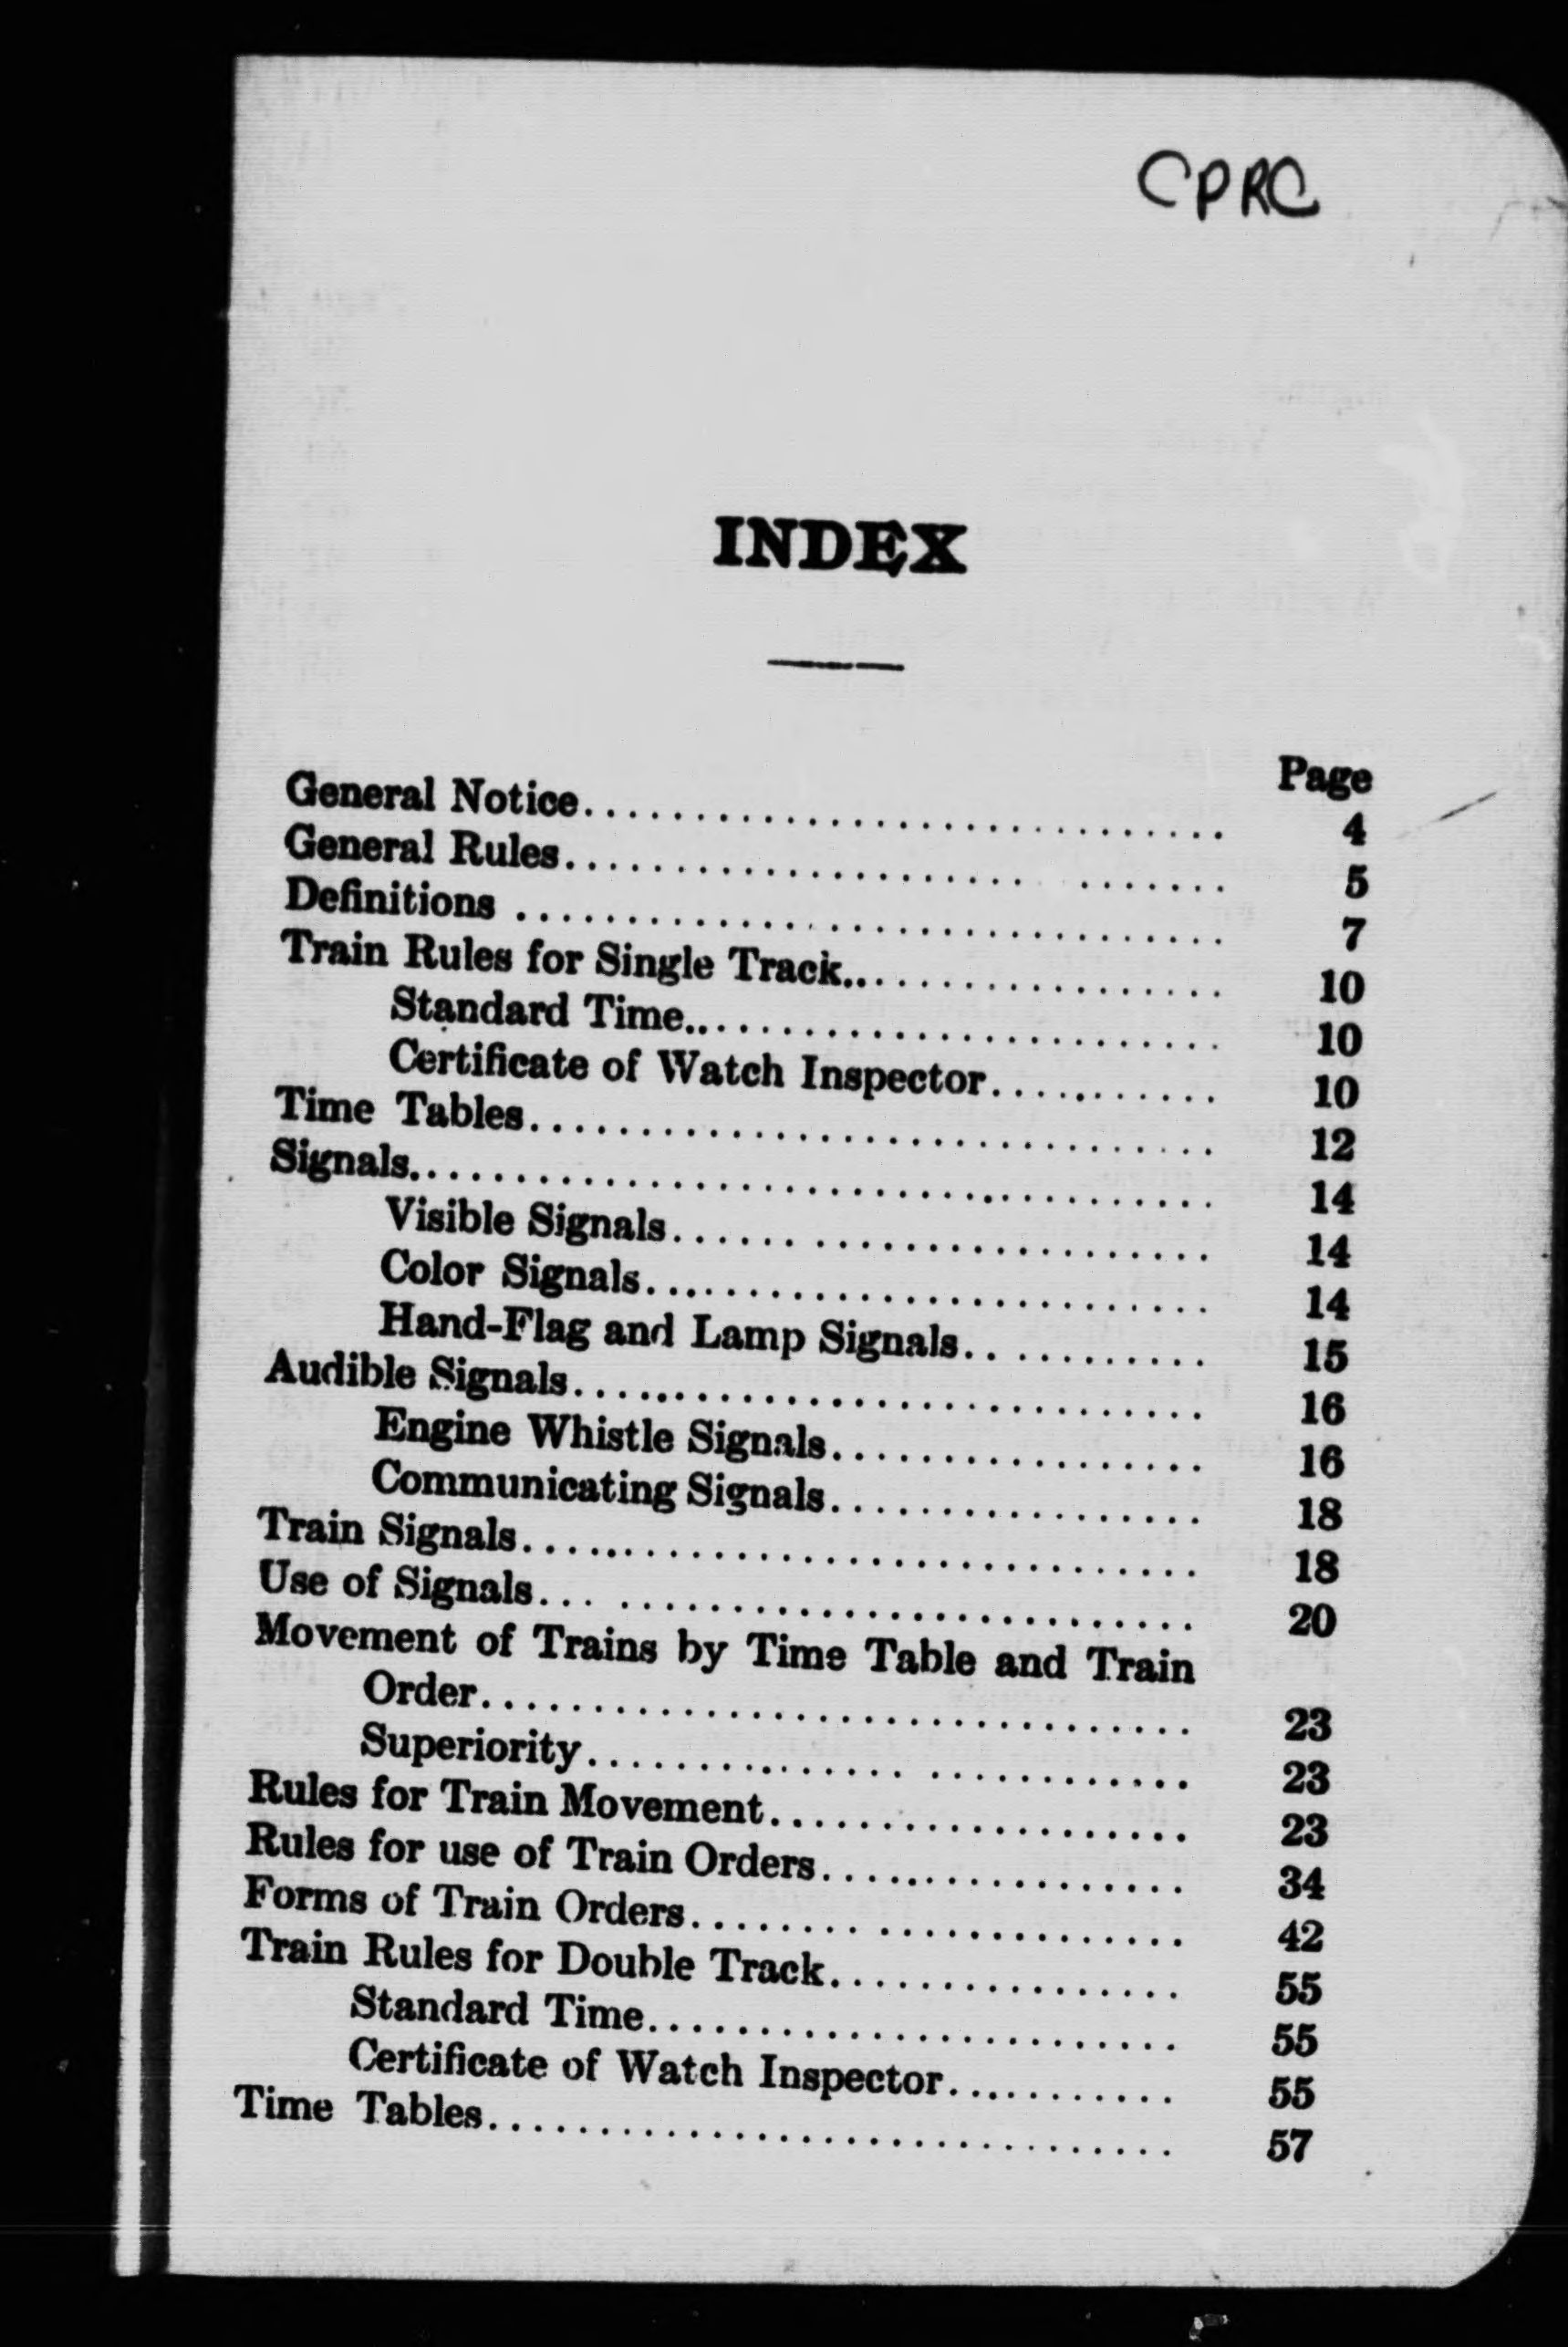 CPRC
INDEX
Page
General Notice.............................. 4
General Rules.............................. 5
Definitions .............................. 7
Train Rules for Single Track.............................. 10
Standard Time.............................. 10
Certificate of Watch Inspector.............................. 10
Time Tables.............................. 12
Signals.............................. 14
Visible Signals.............................. 14
Color Signals.............................. 14
Hand-Flag and Lamp Signals.............................. 15
Audible Signals.............................. 16
Engine Whistle Signals.............................. 16
Communicating Signals.............................. 18
Train Signals.............................. 18
Use of Signals.............................. 20
Movement of Trains by Time Table and Train
Order.............................. 23
Superiority.............................. 23
Rules for Train Movement.............................. 23
Rules for use of Train Orders.............................. 34
Forms of Train Orders.............................. 42
Train Rules for Double Track.............................. 55
Standard Time.............................. 55
Certificate of Watch Inspector.............................. 55
Time Tables.............................. 57